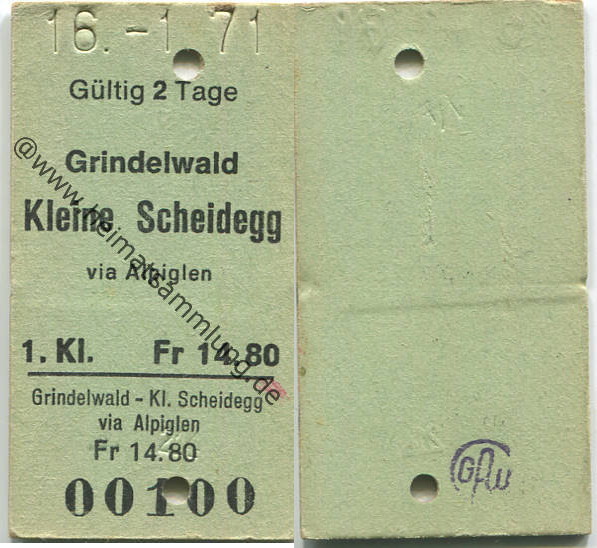 16.-1 71
Gültig 2 Tage
Grindelwald
Kleine Scheidegg
via Alpiglen
1. Kl. Fr 14.80
Grindelwald - Kl. Scheidegg
via Alpiglen
Fr 14.80
00100
@www.heimatsammlung.de